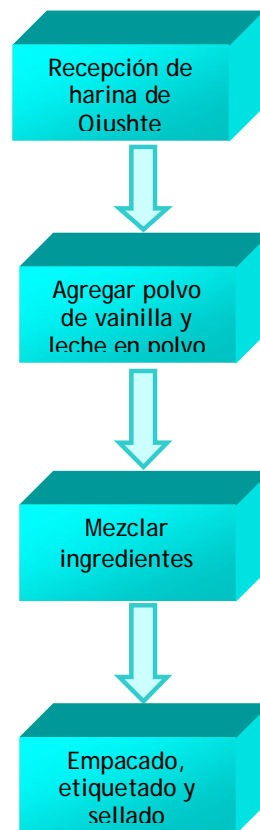 Recepción de
harina de
Ojushte
Agregar polvo
de vainilla y
leche en polvo
Mezclar
ingredientes
Empacado,
etiquetado y
sellado